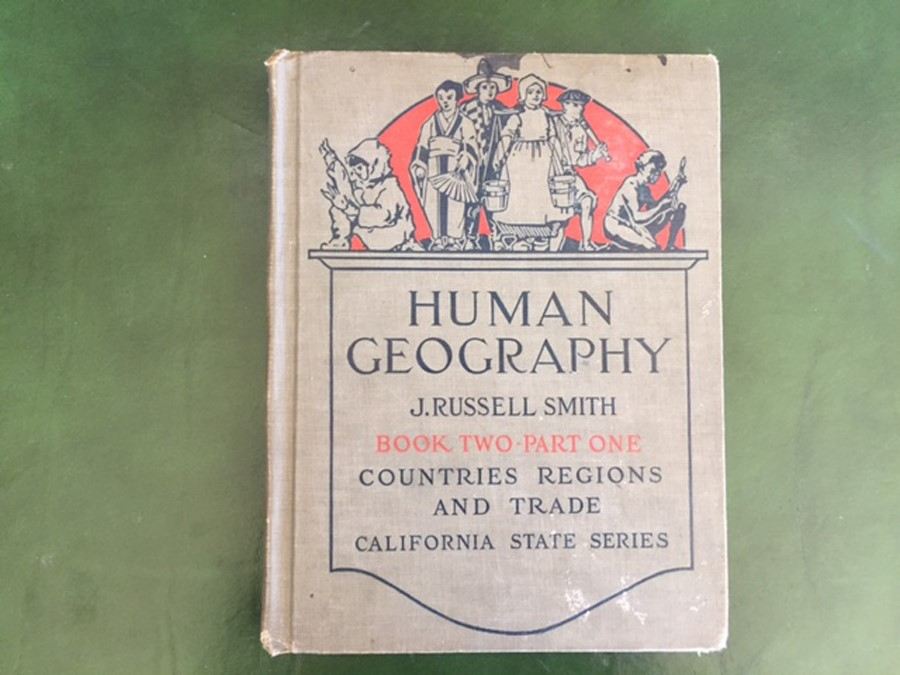 HUMAN
GEOGRAPHY
J. RUSSELL SMITH
BOOK TWO-PART ONE
COUNTRIES REGIONS
AND TRADE
CALIFORNIA STATE SERIES